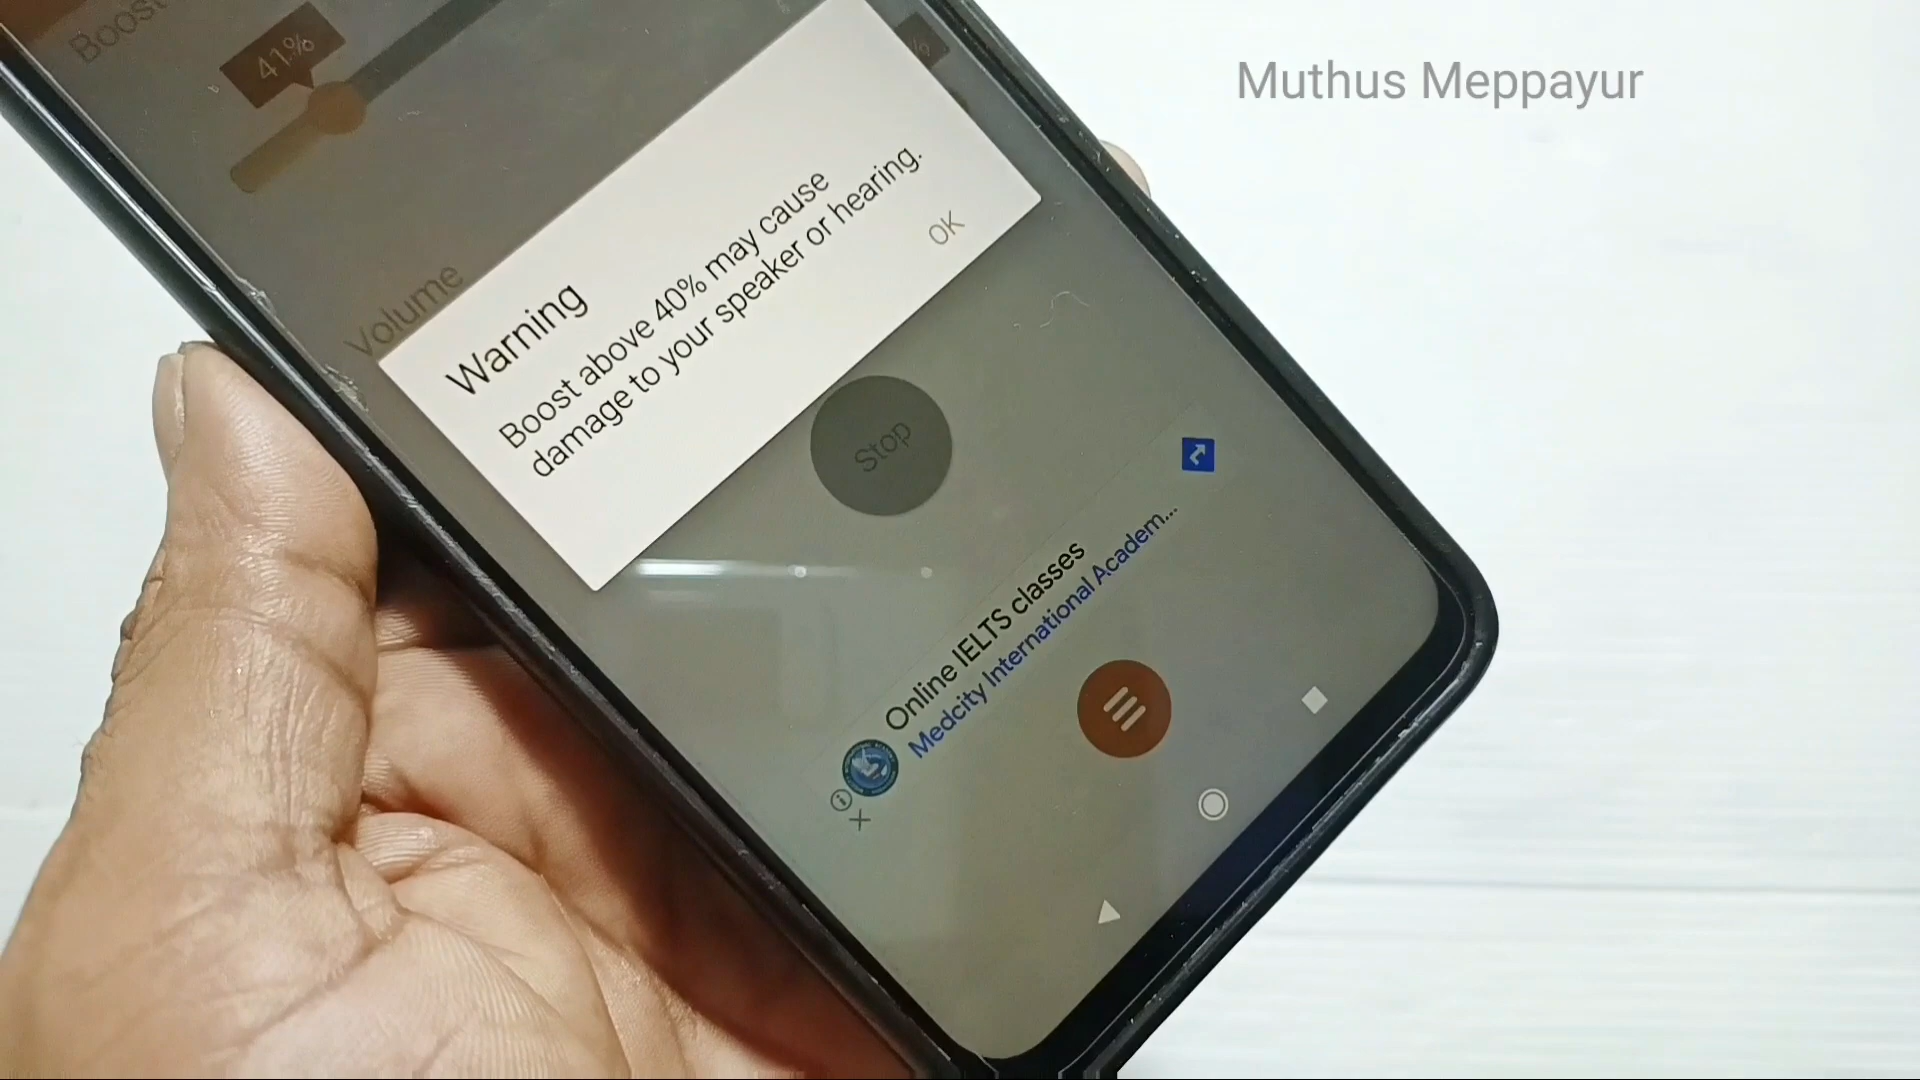 Muthus Meppayur
Boost
41%
Volume
Warning
Boost above 40% may cause
damage to your speaker or hearing.
OK
Stop
Online IELTS classes
Medcity International Academ...